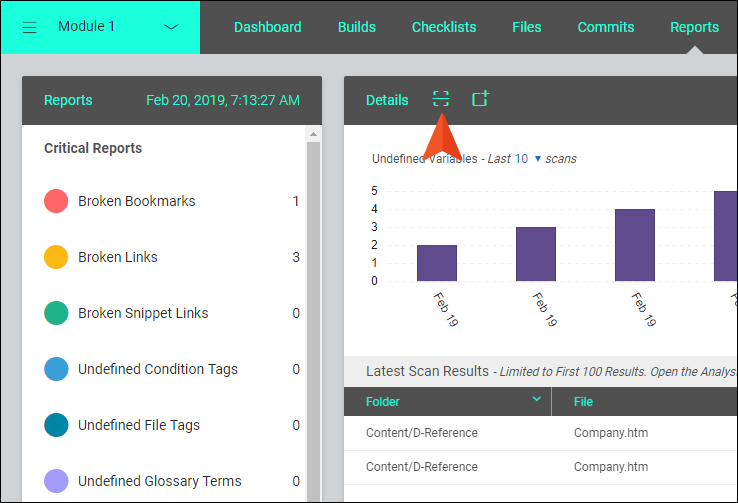 Module 1
Dashboard Builds Checklists Files Commits Reports
Reports Feb 20, 2019, 7:13:27 AM
Critical Reports
Broken Bookmarks 1
Broken Links 3
Broken Snippet Links 0
Undefined Condition Tags 0
Undefined File Tags 0
Undefined Glossary Terms 0
Details
Undefined Variables - Last 10 ▼ scans
5
4
3
2
1
0
Feb 19
Feb 19
Feb 19
Latest Scan Results - Limited to First 100 Results. Open the Analys
Folder File
Content/D-Reference Company.htm
Content/D-Reference Company.htm